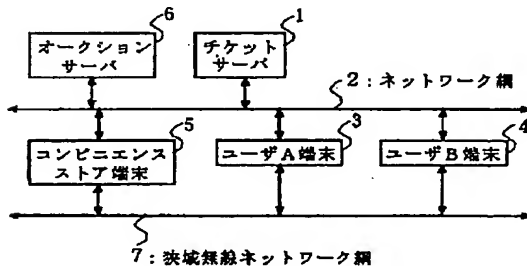 6
オークション
サーバ
1
チケット
サーバ
2：ネットワーク網
5
コンビニエンス
ストア端末
3
ユーザA端末
4
ユーザB端末
7：狭域無線ネットワーク網